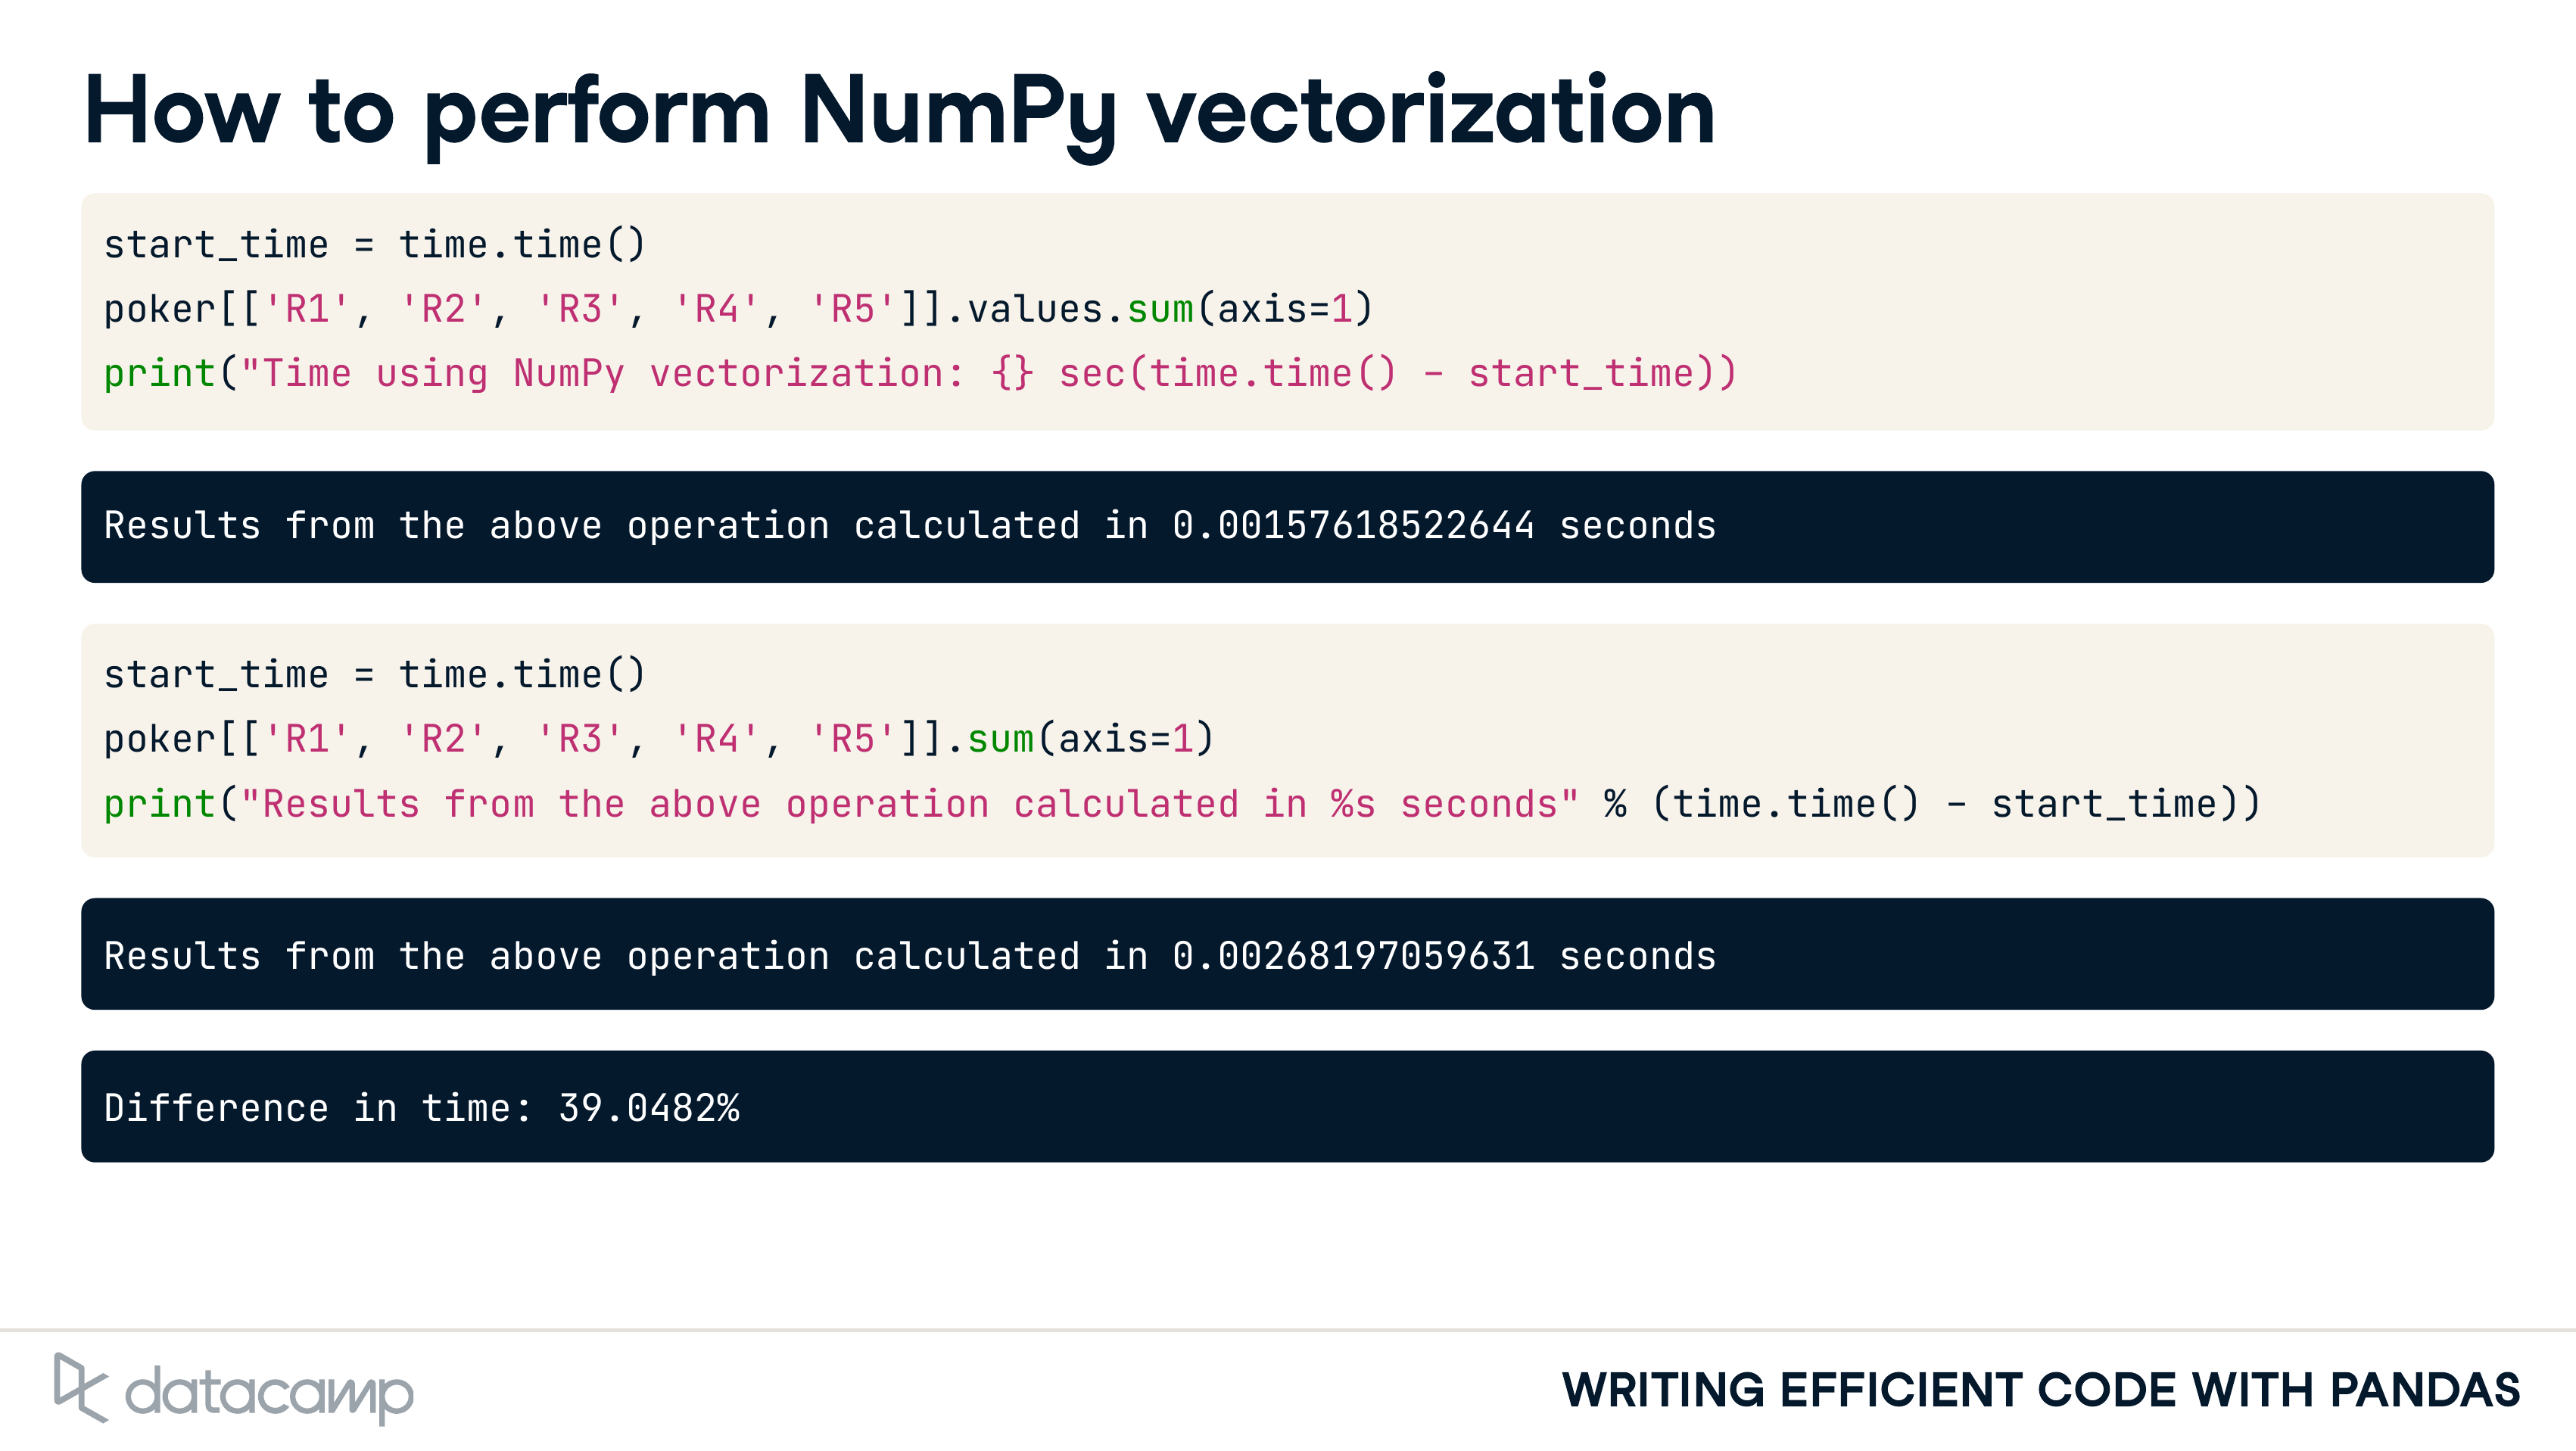 How to perform NumPy vectorization
start_time = time.time()
poker[['R1', 'R2', 'R3', 'R4', 'R5']].values.sum(axis=1)
print("Time using NumPy vectorization: {} sec(time.time() - start_time))
Results from the above operation calculated in 0.00157618522644 seconds
start_time = time.time()
poker[['R1', 'R2', 'R3', 'R4', 'R5']].sum(axis=1)
print("Results from the above operation calculated in %s seconds" % (time.time() - start_time))
Results from the above operation calculated in 0.00268197059631 seconds
Difference in time: 39.0482%
datacamp
WRITING EFFICIENT CODE WITH PANDAS